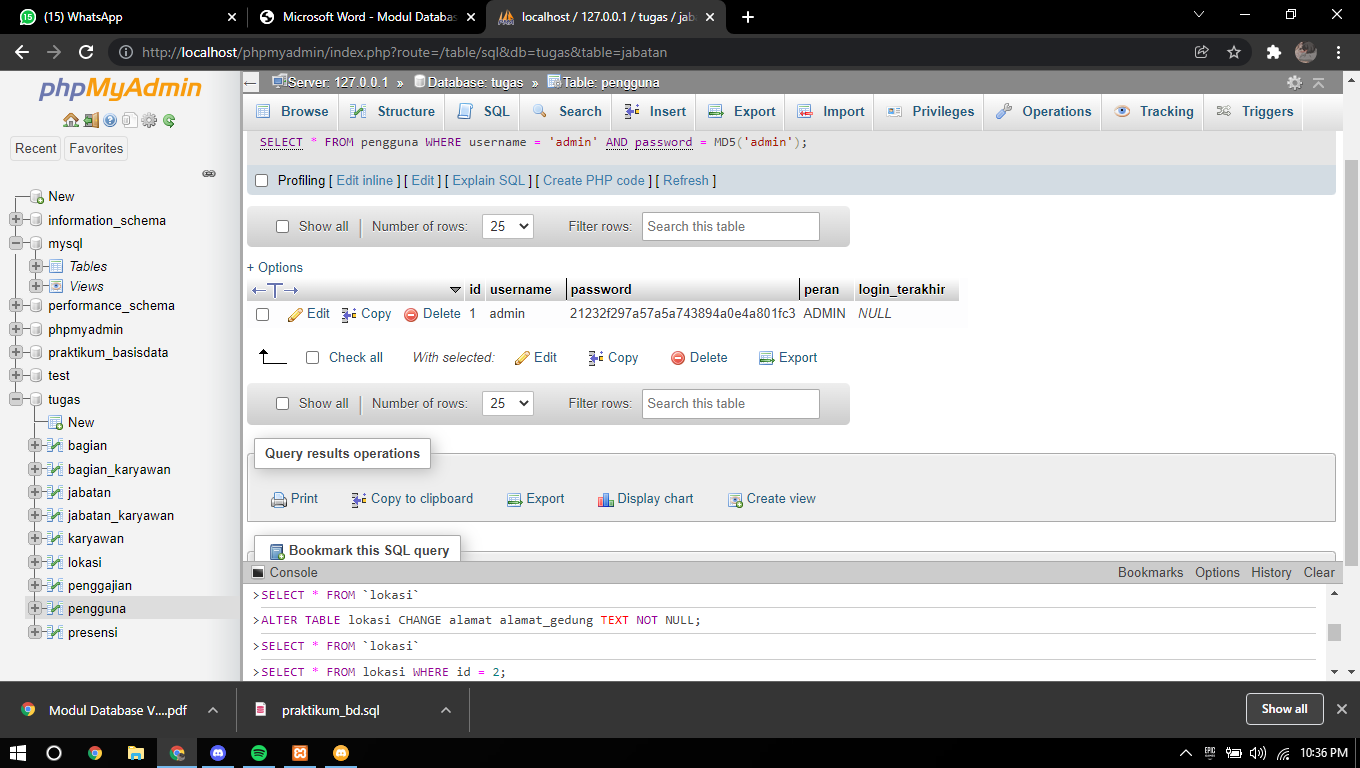 (15) WhatsApp
Microsoft Word - Modul Databas
localhost / 127.0.0.1 / tugas / jab
http://localhost/phpmyadmin/index.php?route=/table/sql&db=tugas&table=jabatan
phpMyAdmin
Recent Favorites
New
information_schema
mysql
Tables
Views
performance_schema
phpmyadmin
praktikum_basisdata
test
tugas
New
bagian
bagian_karyawan
jabatan
jabatan_karyawan
karyawan
lokasi
penggajian
pengguna
presensi
Server: 127.0.0.1 » Database: tugas » Table: pengguna
Browse Structure SQL Search Insert Export Import Privileges Operations Tracking Triggers
SELECT * FROM pengguna WHERE username = 'admin' AND password = MD5('admin');
Profiling [ Edit inline ] [ Edit ] [ Explain SQL ] [ Create PHP code ] [ Refresh ]
Show all Number of rows: 25 Filter rows: Search this table
+ Options
←T→ id username password peran login_terakhir
Edit Copy Delete 1 admin 21232f297a57a5a743894a0e4a801fc3 ADMIN NULL
Check all With selected: Edit Copy Delete Export
Show all Number of rows: 25 Filter rows: Search this table
Query results operations
Print Copy to clipboard Export Display chart Create view
Bookmark this SQL query
Console Bookmarks Options History Clear
>SELECT * FROM `lokasi`
>ALTER TABLE lokasi CHANGE alamat alamat_gedung TEXT NOT NULL;
>SELECT * FROM `lokasi`
>SELECT * FROM lokasi WHERE id = 2;
Modul Database V....pdf
praktikum_bd.sql
Show all
10:36 PM